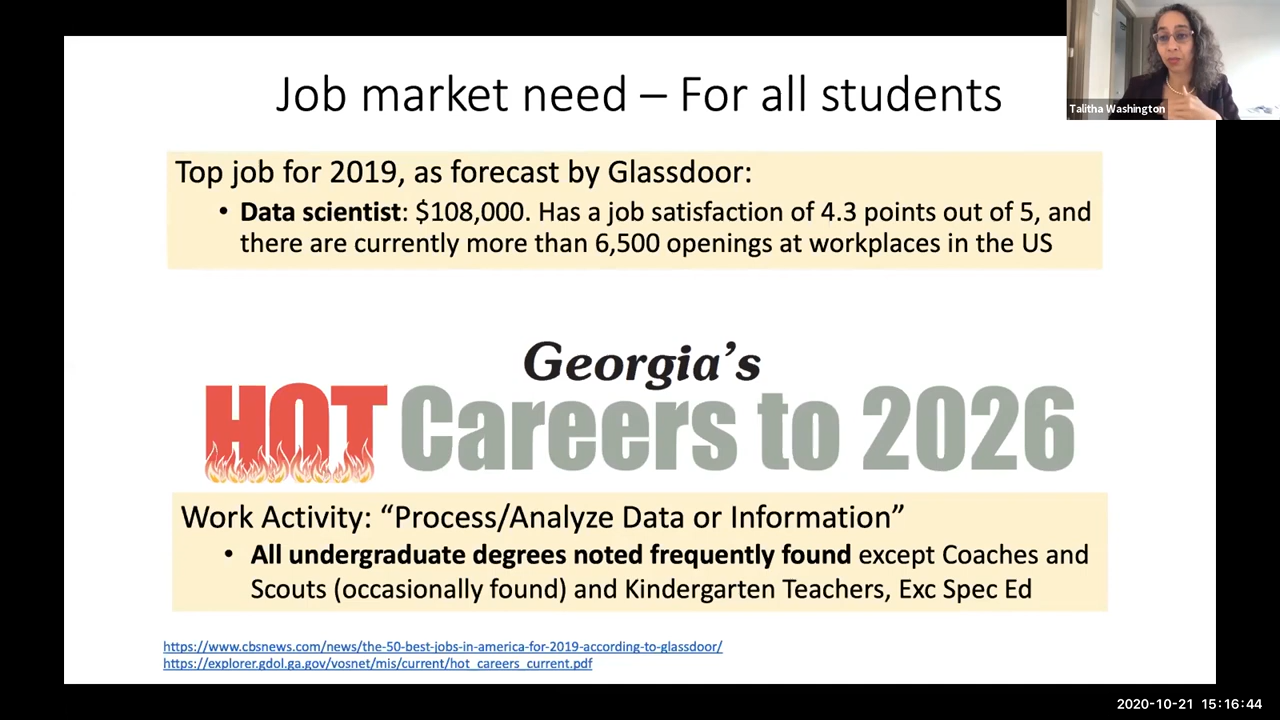 Job market need – For all students
Talitha Washington
Top job for 2019, as forecast by Glassdoor:
• Data scientist: $108,000. Has a job satisfaction of 4.3 points out of 5, and
there are currently more than 6,500 openings at workplaces in the US
Georgia's
HOT Careers to 2026
Work Activity: “Process/Analyze Data or Information”
• All undergraduate degrees noted frequently found except Coaches and
Scouts (occasionally found) and Kindergarten Teachers, Exc Spec Ed
https://www.cbsnews.com/news/the-50-best-jobs-in-america-for-2019-according-to-glassdoor/
https://explorer.gdol.ga.gov/vosnet/mis/current/hot_careers_current.pdf
2020-10-21 15:16:44